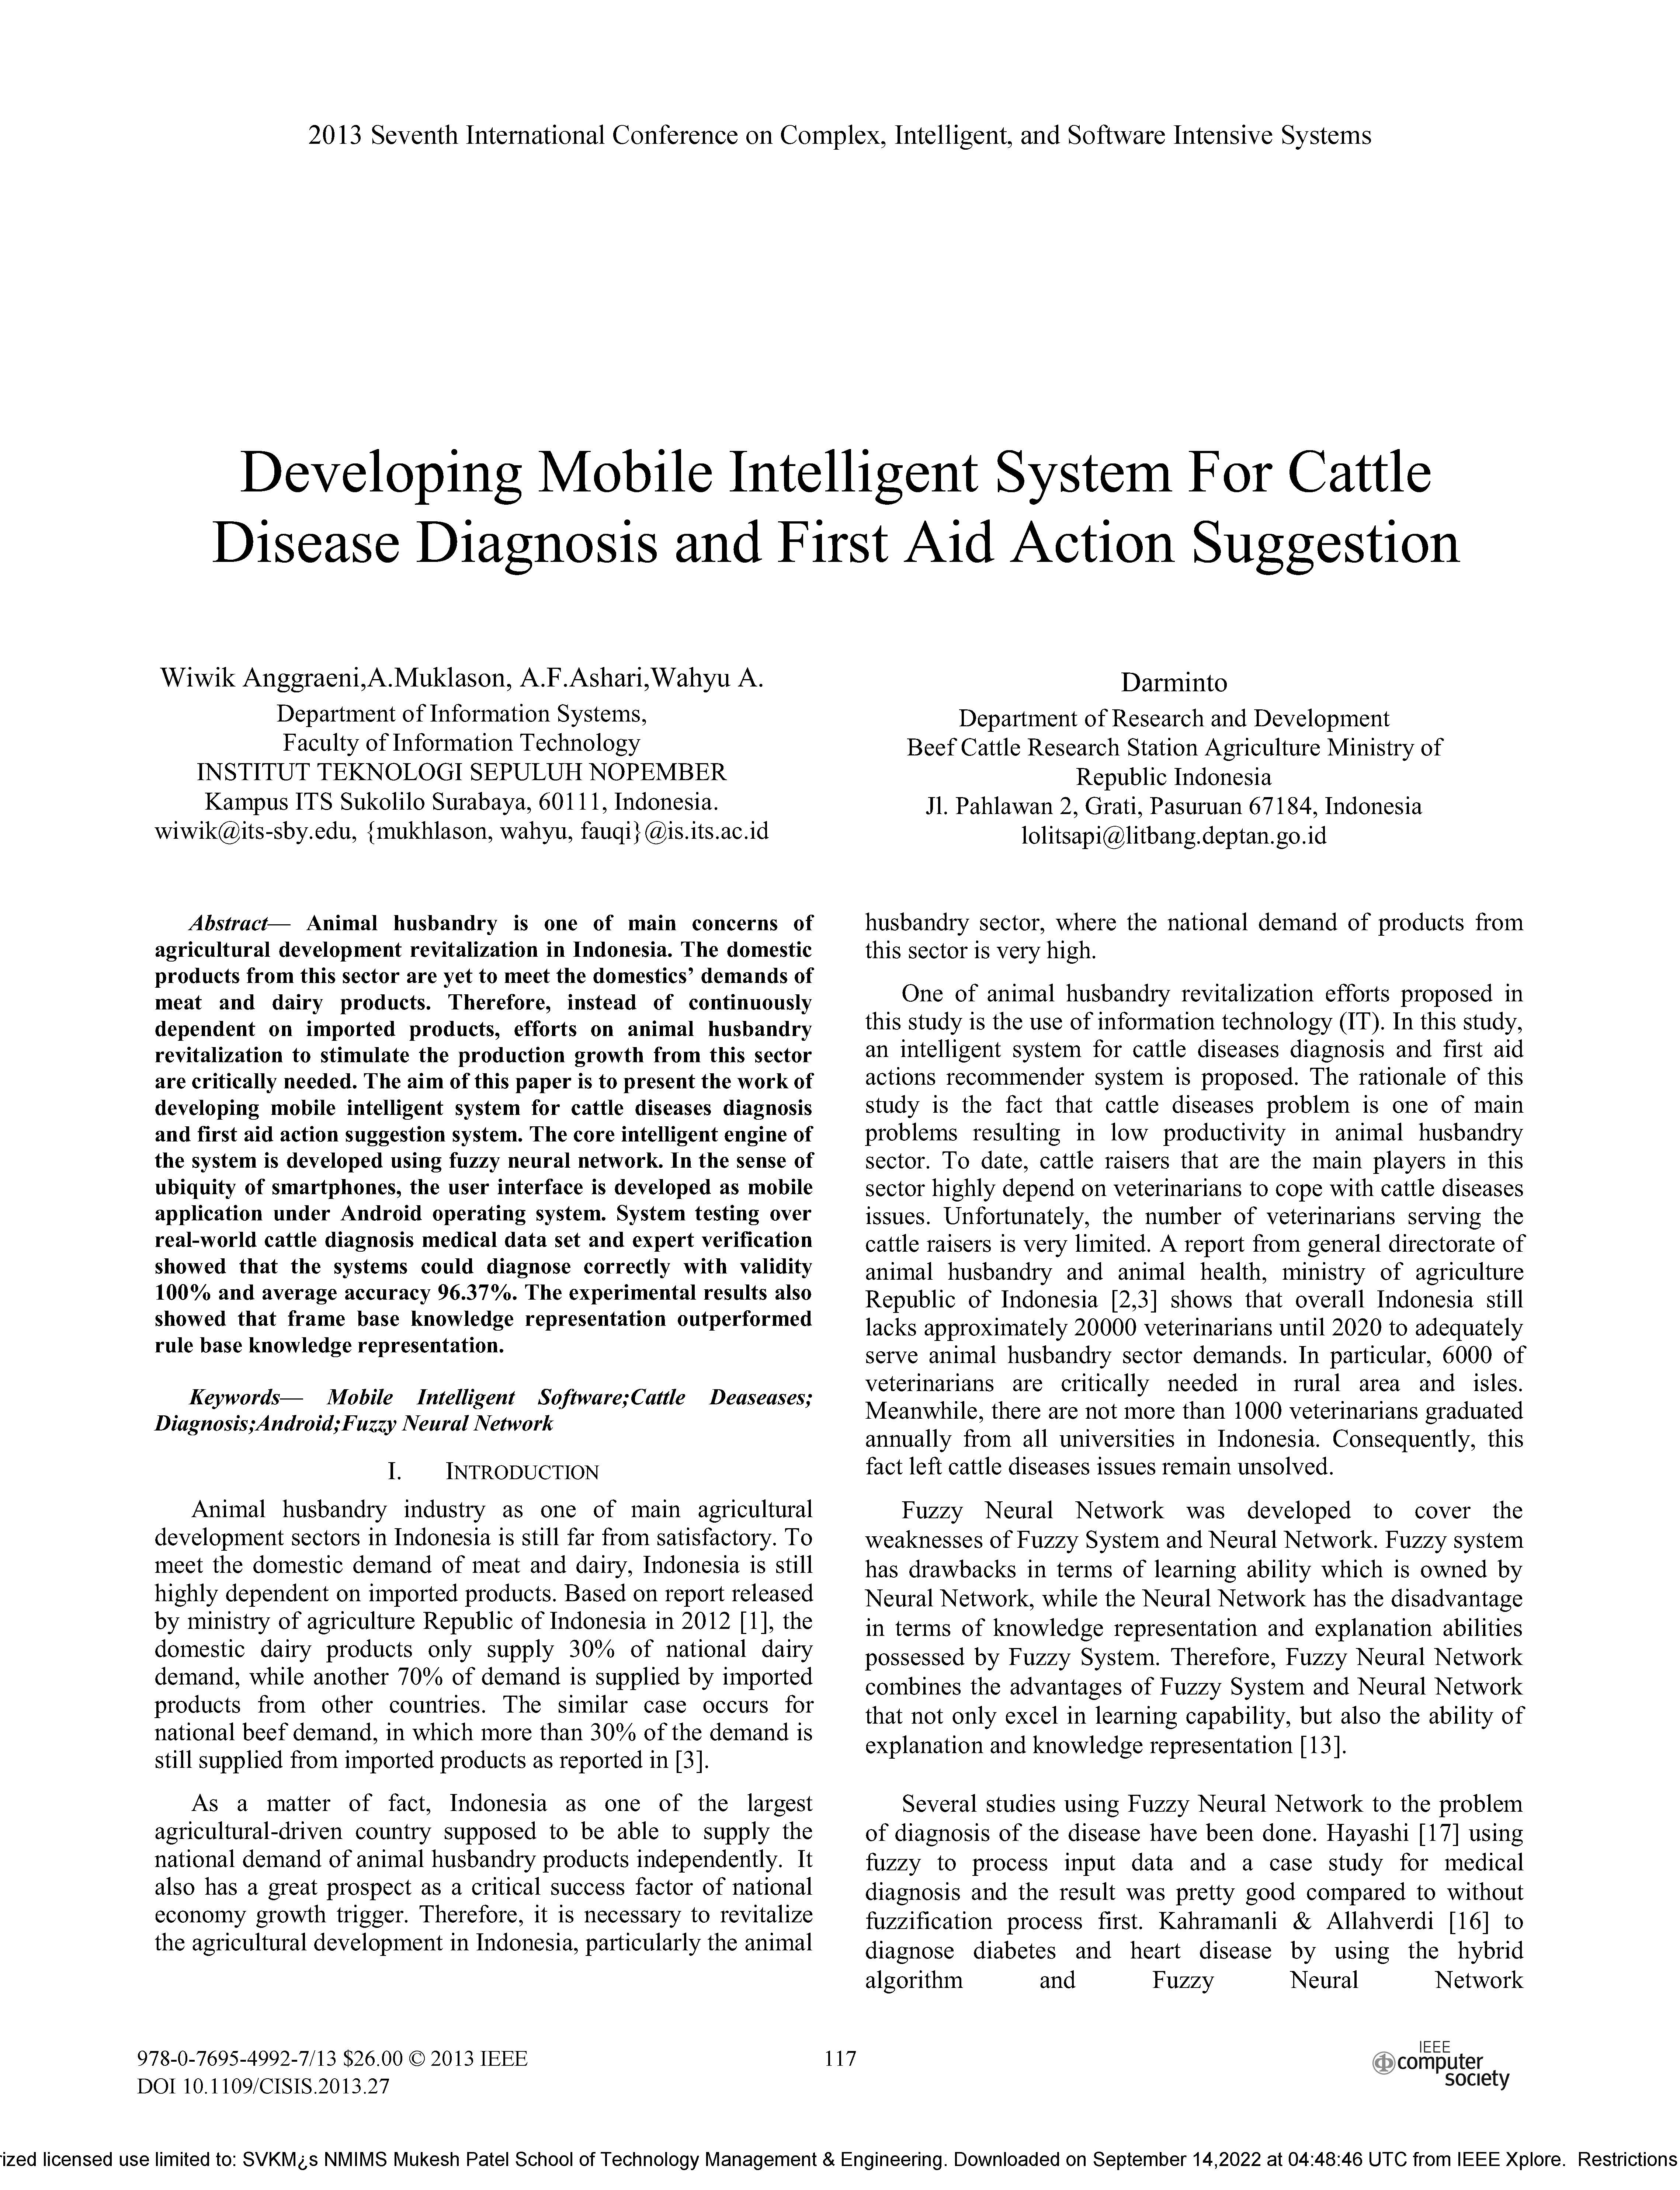 2013 Seventh International Conference on Complex, Intelligent, and Software Intensive Systems
Developing Mobile Intelligent System For Cattle
Disease Diagnosis and First Aid Action Suggestion
Wiwik Anggraeni,A.Muklason, A.F.Ashari,Wahyu A.
Department of Information Systems,
Faculty of Information Technology
INSTITUT TEKNOLOGI SEPULUH NOPEMBER
Kampus ITS Sukolilo Surabaya, 60111, Indonesia.
wiwik@its-sby.edu, {mukhlason, wahyu, fauqi}@is.its.ac.id
Darminto
Department of Research and Development
Beef Cattle Research Station Agriculture Ministry of
Republic Indonesia
Jl. Pahlawan 2, Grati, Pasuruan 67184, Indonesia
lolitsapi@litbang.deptan.go.id
Abstract— Animal husbandry is one of main concerns of
agricultural development revitalization in Indonesia. The domestic
products from this sector are yet to meet the domestics’ demands of
meat and dairy products. Therefore, instead of continuously
dependent on imported products, efforts on animal husbandry
revitalization to stimulate the production growth from this sector
are critically needed. The aim of this paper is to present the work of
developing mobile intelligent system for cattle diseases diagnosis
and first aid action suggestion system. The core intelligent engine of
the system is developed using fuzzy neural network. In the sense of
ubiquity of smartphones, the user interface is developed as mobile
application under Android operating system. System testing over
real-world cattle diagnosis medical data set and expert verification
showed that the systems could diagnose correctly with validity
100% and average accuracy 96.37%. The experimental results also
showed that frame base knowledge representation outperformed
rule base knowledge representation.
Keywords— Mobile Intelligent Software;Cattle Deaseases;
Diagnosis;Android;Fuzzy Neural Network
I. INTRODUCTION
Animal husbandry industry as one of main agricultural
development sectors in Indonesia is still far from satisfactory. To
meet the domestic demand of meat and dairy, Indonesia is still
highly dependent on imported products. Based on report released
by ministry of agriculture Republic of Indonesia in 2012 [1], the
domestic dairy products only supply 30% of national dairy
demand, while another 70% of demand is supplied by imported
products from other countries. The similar case occurs for
national beef demand, in which more than 30% of the demand is
still supplied from imported products as reported in [3].
As a matter of fact, Indonesia as one of the largest
agricultural-driven country supposed to be able to supply the
national demand of animal husbandry products independently. It
also has a great prospect as a critical success factor of national
economy growth trigger. Therefore, it is necessary to revitalize
the agricultural development in Indonesia, particularly the animal
husbandry sector, where the national demand of products from
this sector is very high.
One of animal husbandry revitalization efforts proposed in
this study is the use of information technology (IT). In this study,
an intelligent system for cattle diseases diagnosis and first aid
actions recommender system is proposed. The rationale of this
study is the fact that cattle diseases problem is one of main
problems resulting in low productivity in animal husbandry
sector. To date, cattle raisers that are the main players in this
sector highly depend on veterinarians to cope with cattle diseases
issues. Unfortunately, the number of veterinarians serving the
cattle raisers is very limited. A report from general directorate of
animal husbandry and animal health, ministry of agriculture
Republic of Indonesia [2,3] shows that overall Indonesia still
lacks approximately 20000 veterinarians until 2020 to adequately
serve animal husbandry sector demands. In particular, 6000 of
veterinarians are critically needed in rural area and isles.
Meanwhile, there are not more than 1000 veterinarians graduated
annually from all universities in Indonesia. Consequently, this
fact left cattle diseases issues remain unsolved.
Fuzzy Neural Network was developed to cover the
weaknesses of Fuzzy System and Neural Network. Fuzzy system
has drawbacks in terms of learning ability which is owned by
Neural Network, while the Neural Network has the disadvantage
in terms of knowledge representation and explanation abilities
possessed by Fuzzy System. Therefore, Fuzzy Neural Network
combines the advantages of Fuzzy System and Neural Network
that not only excel in learning capability, but also the ability of
explanation and knowledge representation [13].
Several studies using Fuzzy Neural Network to the problem
of diagnosis of the disease have been done. Hayashi [17] using
fuzzy to process input data and a case study for medical
diagnosis and the result was pretty good compared to without
fuzzification process first. Kahramanli & Allahverdi [16] to
diagnose diabetes and heart disease by using the hybrid
algorithm and Fuzzy Neural Network
978-0-7695-4992-7/13 $26.00 © 2013 IEEE
DOI 10.1109/CISIS.2013.27
117
IEEE
computer
society
rized licensed use limited to: SVKM¿s NMIMS Mukesh Patel School of Technology Management & Engineering. Downloaded on September 14,2022 at 04:48:46 UTC from IEEE Xplore. Restrictions